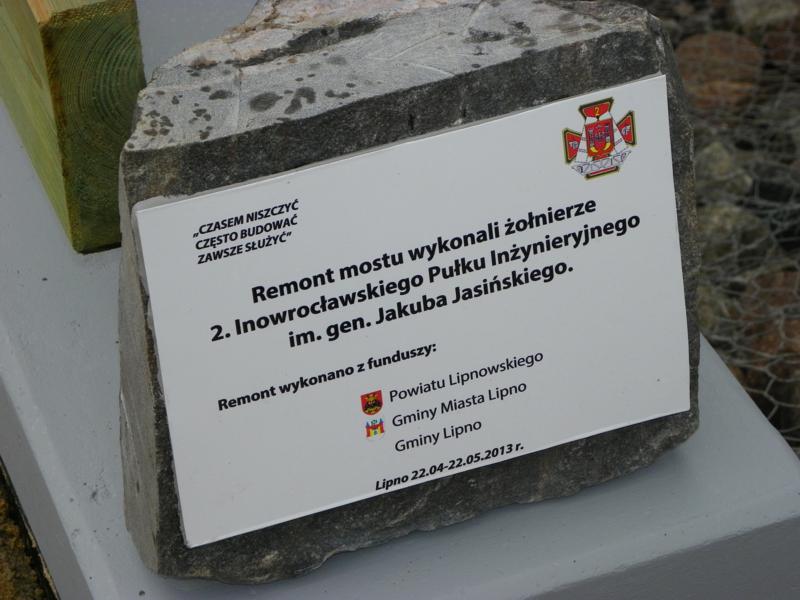 „CZASEM NISZCZYĆ
CZĘSTO BUDOWAĆ
ZAWSZE SŁUŻYĆ”
2
Remont mostu wykonali żołnierze
2. Inowrocławskiego Pułku Inżynieryjnego
im. gen. Jakuba Jasińskiego.
Remont wykonano z funduszy:
Powiatu Lipnowskiego
Gminy Miasta Lipno
Gminy Lipno
Lipno 22.04-22.05.2013 r.